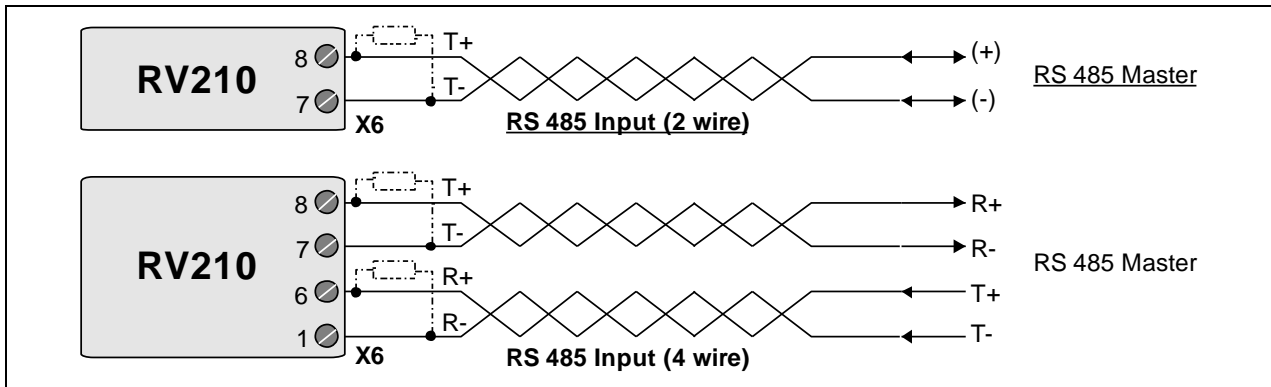 8 T+ (+)
RV210 RS 485 Master
7 T- (-)
X6 RS 485 Input (2 wire)
8 T+ R+
7 T- R-
RV210 RS 485 Master
6 R+ T+
1 R- T-
X6 RS 485 Input (4 wire)